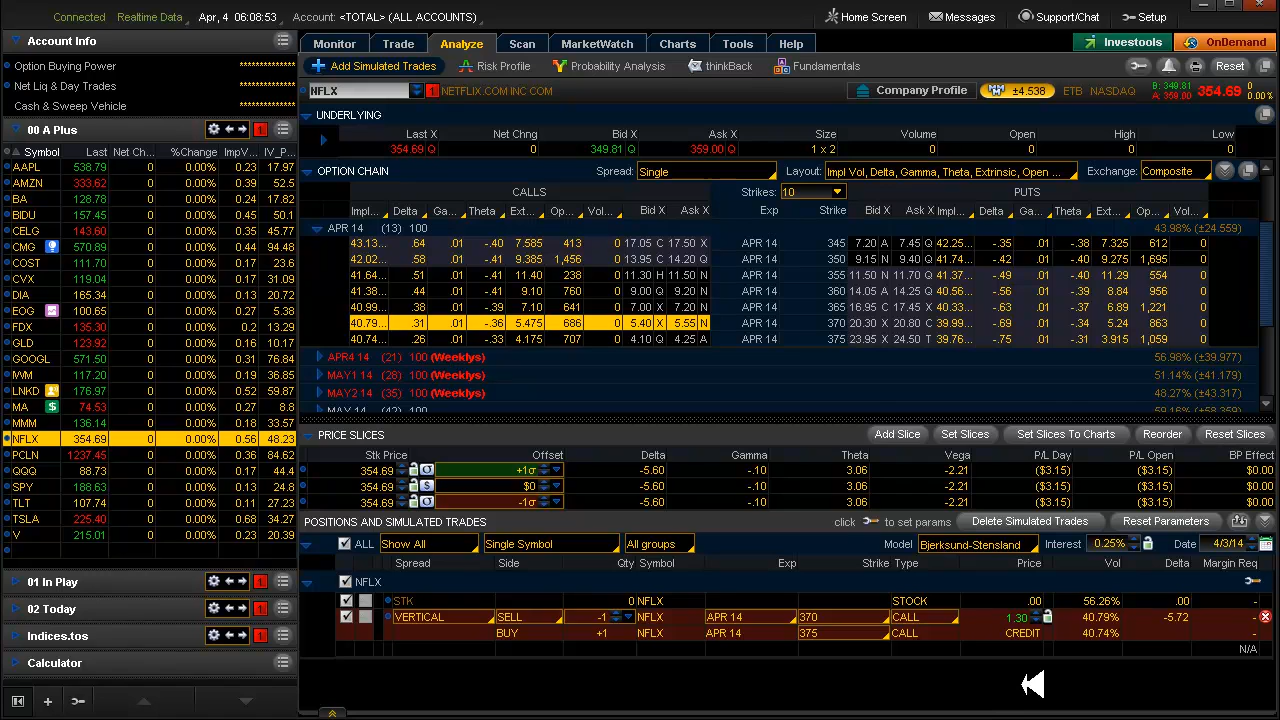 Connected Realtime Data Apr, 4 06:08:53 Account: <TOTAL> (ALL ACCOUNTS) Home Screen Messages Support/Chat Setup
Account Info
Option Buying Power **************
Net Liq & Day Trades **************
Cash & Sweep Vehicle **************
00 A Plus 1
Symbol Last Net Ch... %Change ImpV... IV_P...
AAPL 538.79 0 0.00% 0.23 17.97
AMZN 333.62 0 0.00% 0.39 52.5
BA 128.78 0 0.00% 0.24 17.82
BIDU 157.45 0 0.00% 0.45 50.1
CELG 143.60 0 0.00% 0.35 45.77
CMG 570.89 0 0.00% 0.44 94.48
COST 111.70 0 0.00% 0.17 23.6
CVX 119.04 0 0.00% 0.17 31.09
DIA 165.34 0 0.00% 0.13 20.72
EOG 100.65 0 0.00% 0.27 5.38
FDX 135.30 0 0.00% 0.2 13.29
GLD 123.92 0 0.00% 0.16 10.17
GOOGL 571.50 0 0.00% 0.31 76.84
IWM 117.20 0 0.00% 0.19 36.85
LNKD 176.97 0 0.00% 0.52 59.87
MA $ 74.53 0 0.00% 0.27 8.8
MMM 136.14 0 0.00% 0.18 33.57
NFLX 354.69 0 0.00% 0.56 48.23
PCLN 1237.45 0 0.00% 0.36 84.62
QQQ 88.73 0 0.00% 0.17 44.4
SPY 188.63 0 0.00% 0.13 24.8
TLT 107.74 0 0.00% 0.11 27.23
TSLA 225.40 0 0.00% 0.66 34.27
V 215.01 0 0.00% 0.23 20.39
01 In Play 1
02 Today 1
Indices.tos 1
Calculator
Monitor Trade Analyze Scan MarketWatch Charts Tools Help Investools OnDemand
Add Simulated Trades Risk Profile Probability Analysis thinkBack Fundamentals Reset
NFLX 1 NETFLIX.COM INC COM Company Profile ±4.538 ETB NASDAQ B: 349.81 A: 359.00 354.69 0 0.00%
UNDERLYING
Last X Net Chng Bid X Ask X Size Volume Open High Low
354.69 Q 0 349.81 Q 359.00 Q 1 x 2 0 0 0 0
OPTION CHAIN Spread: Single Layout: Impl Vol, Delta, Gamma, Theta, Extrinsic, Open ... Exchange: Composite
CALLS Strikes: 10 PUTS
Impl... Delta Ga... Theta Ext... Op... Vol... Bid X Ask X Exp Strike Bid X Ask X Impl... Delta Ga... Theta Ext... Op... Vol...
APR 14 (13) 100 43.98% (±24.559)
43.13... .64 .01 -.40 7.585 413 0 17.05 C 17.50 X APR 14 345 7.20 A 7.45 Q 42.25... -.35 .01 -.38 7.325 612 0
42.02... .58 .01 -.41 9.385 1,456 0 13.95 C 14.20 Q APR 14 350 9.15 N 9.40 Q 41.74... -.42 .01 -.40 9.275 1,695 0
41.64... .51 .01 -.41 11.40 238 0 11.30 H 11.50 N APR 14 355 11.50 N 11.70 Q 41.37... -.49 .01 -.40 11.29 554 0
41.38... .44 .01 -.41 9.10 760 0 9.00 Q 9.20 N APR 14 360 14.05 A 14.25 Q 40.56... -.56 .01 -.39 8.84 956 0
40.99... .38 .01 -.39 7.10 641 0 7.00 X 7.20 Q APR 14 365 16.95 C 17.45 X 40.33... -.63 .01 -.37 6.89 1,221 0
40.79... .31 .01 -.36 5.475 686 0 5.40 X 5.55 N APR 14 370 20.30 X 20.80 C 39.99... -.69 .01 -.34 5.24 863 0
40.74... .26 .01 -.33 4.175 707 0 4.10 Q 4.25 A APR 14 375 23.95 X 24.50 T 39.76... -.75 .01 -.31 3.915 1,089 0
APR4 14 (21) 100 (Weeklys) 56.98% (±39.977)
MAY1 14 (28) 100 (Weeklys) 51.14% (±41.179)
MAY2 14 (35) 100 (Weeklys) 48.27% (±43.317)
MAY 14 (42) 100 59.16% (±58.359)
PRICE SLICES Add Slice Set Slices Set Slices To Charts Reorder Reset Slices
Stk Price Offset Delta Gamma Theta Vega P/L Day P/L Open BP Effect
354.69 +1σ -5.60 -.10 3.06 -2.21 ($3.15) ($3.15) $0.00
354.69 $0 -5.60 -.10 3.06 -2.21 ($3.15) ($3.15) $0.00
354.69 -1σ -5.60 -.10 3.06 -2.21 ($3.15) ($3.15) $0.00
POSITIONS AND SIMULATED TRADES click to set params Delete Simulated Trades Reset Parameters
ALL Show All Single Symbol All groups Model Bjerksund-Stensland Interest 0.25% Date 4/3/14
Spread Side Qty Symbol Exp Strike Type Price Vol Delta Margin Req
NFLX
STK 0 NFLX STOCK .00 56.26% .00 -
VERTICAL SELL -1 NFLX APR 14 370 CALL 1.30 40.79% -5.72 -
BUY +1 NFLX APR 14 375 CALL CREDIT 40.74% -
N/A